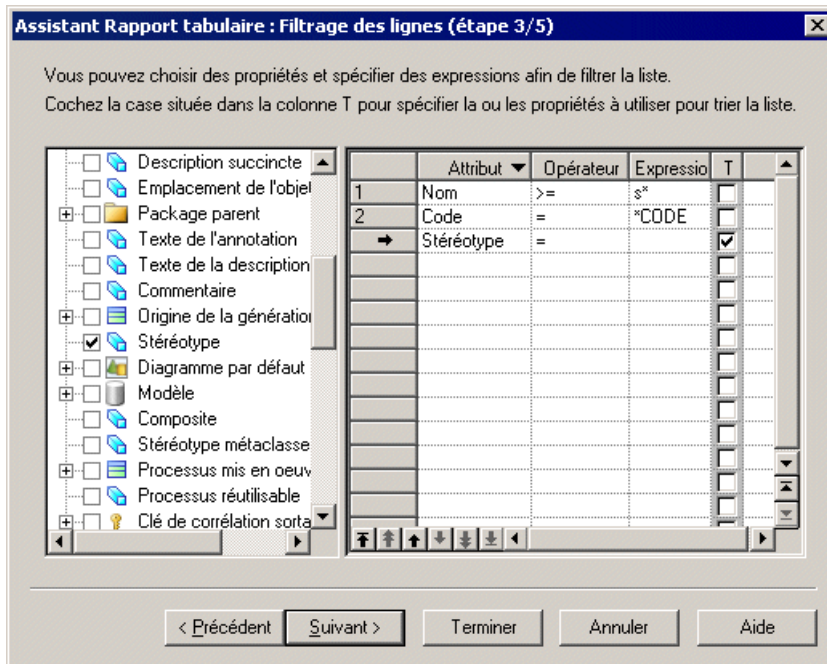 Assistant Rapport tabulaire : Filtrage des lignes (étape 3/5)
Vous pouvez choisir des propriétés et spécifier des expressions afin de filtrer la liste.
Cochez la case située dans la colonne T pour spécifier la ou les propriétés à utiliser pour trier la liste.
Description succincte
Emplacement de l'objet
Package parent
Texte de l'annotation
Texte de la description
Commentaire
Origine de la génération
Stéréotype
Diagramme par défaut
Modèle
Composite
Stéréotype métaclasse
Processus mis en oeuv
Processus réutilisable
Clé de corrélation sorta
Attribut Opérateur Expressio T
1 Nom >= s*
2 Code = *CODE
Stéréotype =
< Précédent Suivant > Terminer Annuler Aide